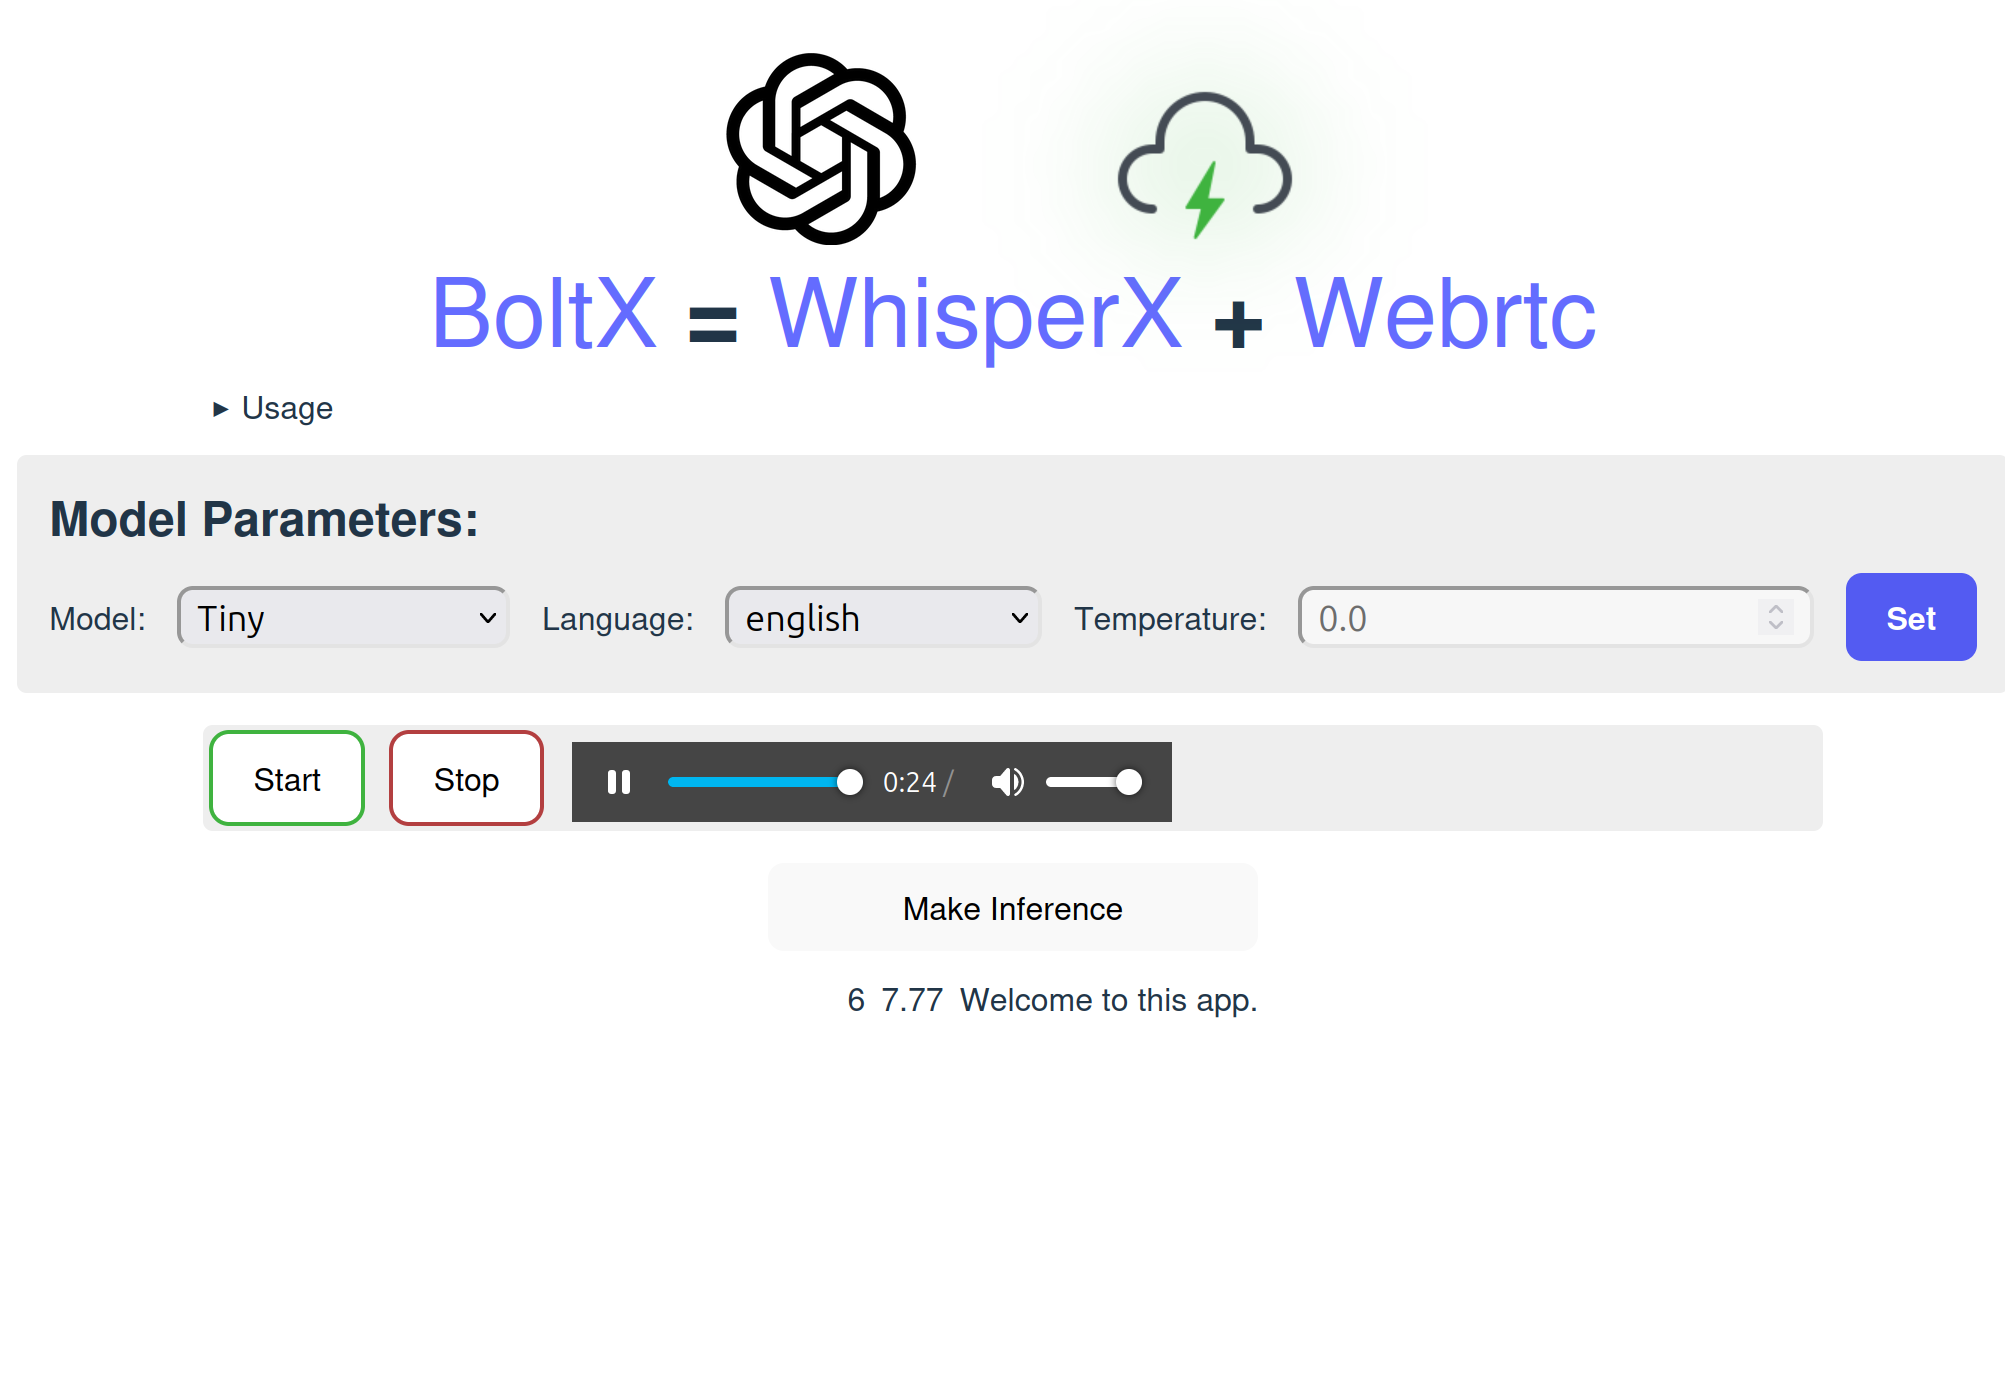 BoltX = WhisperX + Webrtc
► Usage
Model Parameters:
Model: Tiny Language: english Temperature: 0.0 Set
Start Stop 0:24 /
Make Inference
6 7.77 Welcome to this app.